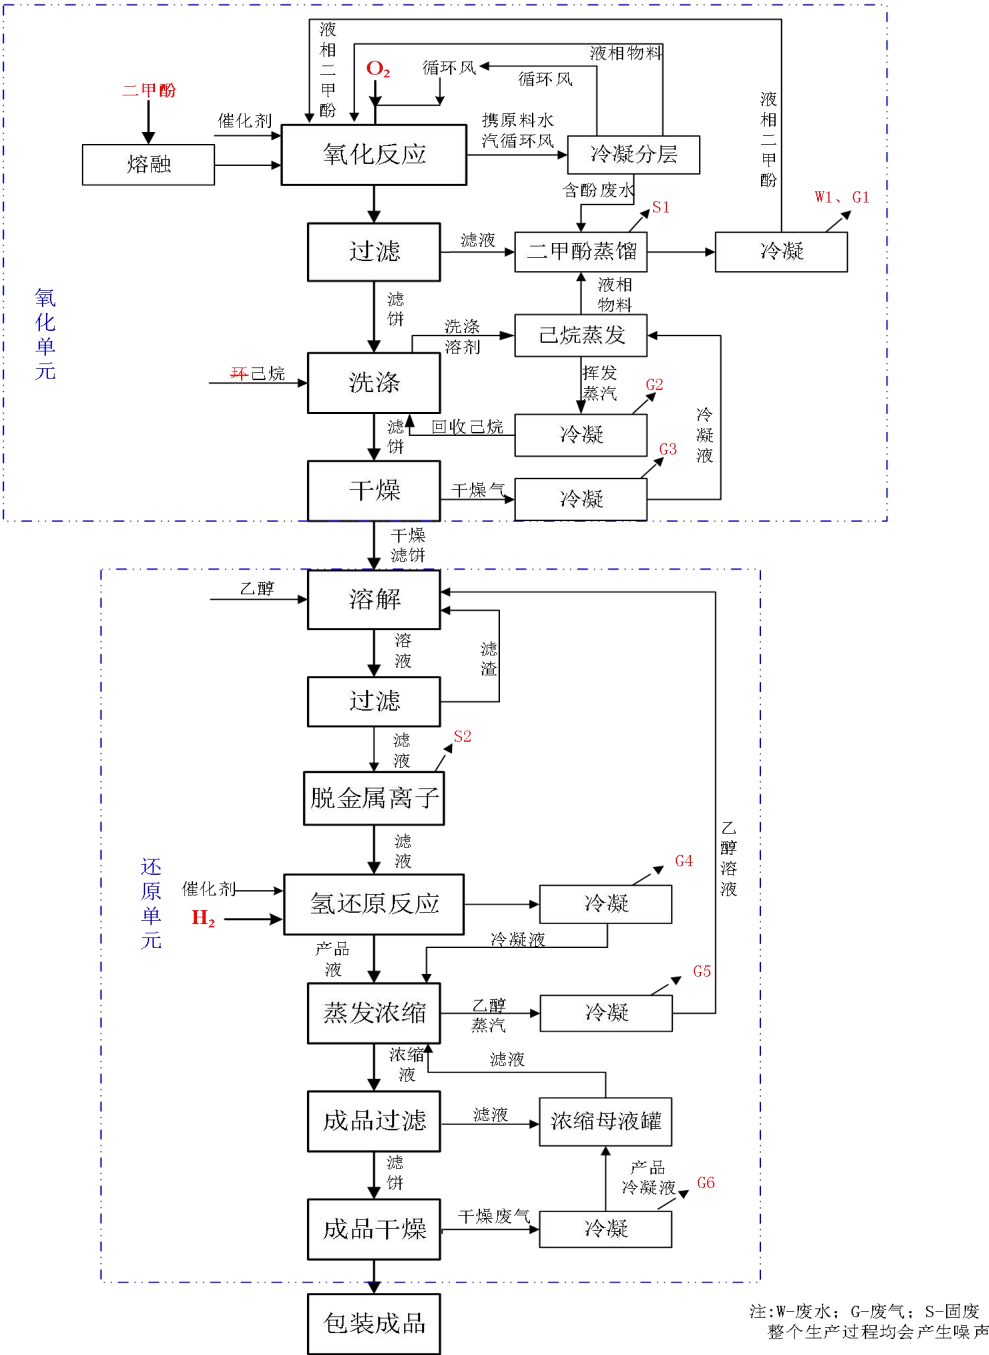 液相二甲酚
液相物料
O₂
循环风
循环风
二甲酚
催化剂
携原料水
汽循环风
液相二甲酚
熔融
氧化反应
冷凝分层
含酚废水
S1
W1、G1
过滤
滤液
二甲酚蒸馏
冷凝
氧化单元
滤饼
液相
物料
洗涤
溶剂
己烷蒸发
环己烷
洗涤
挥发
蒸汽
G2
滤饼
回收己烷
冷凝
冷凝液
G3
干燥
干燥气
冷凝
干燥
滤饼
乙醇
溶解
溶液
滤渣
过滤
滤液
S2
脱金属离子
滤液
乙醇溶液
还原单元
催化剂
H₂
氢还原反应
G4
冷凝
产品液
冷凝液
G5
蒸发浓缩
乙醇
蒸汽
冷凝
浓缩液
滤液
成品过滤
滤液
浓缩母液罐
滤饼
产品
冷凝液
G6
成品干燥
干燥废气
冷凝
包装成品
注:W-废水；G-废气；S-固废
整个生产过程均会产生噪声